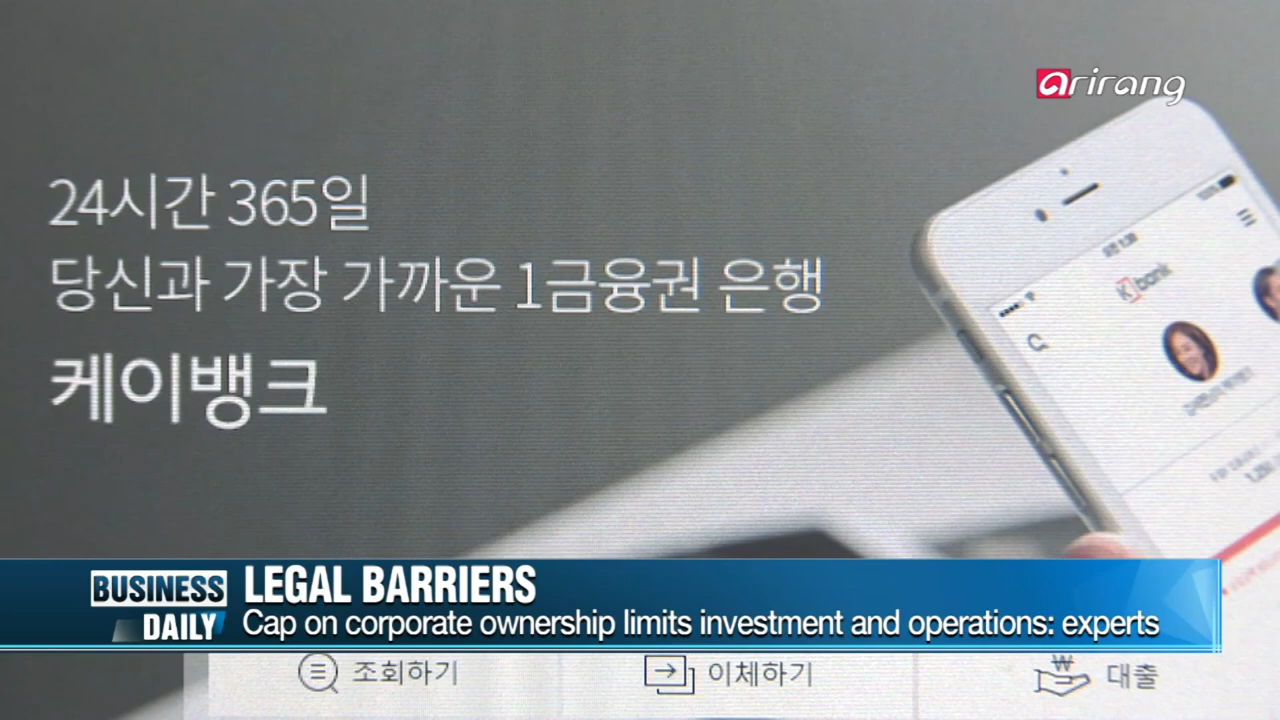 arirang
24시간 365일
당신과 가장 가까운 1금융권 은행
케이뱅크
K bank
BUSINESS DAILY
LEGAL BARRIERS
Cap on corporate ownership limits investment and operations: experts
조회하기
이체하기
대출